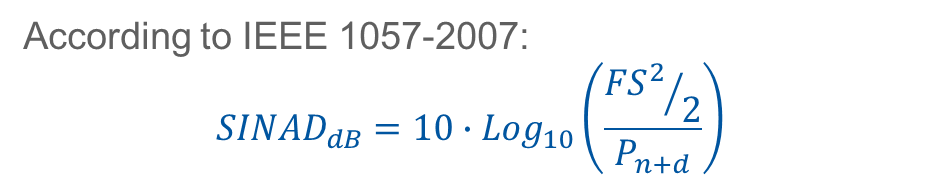 According to IEEE 1057-2007:
SINAD_dB = 10 · Log_10 ( (FS^2/2) / P_n+d )